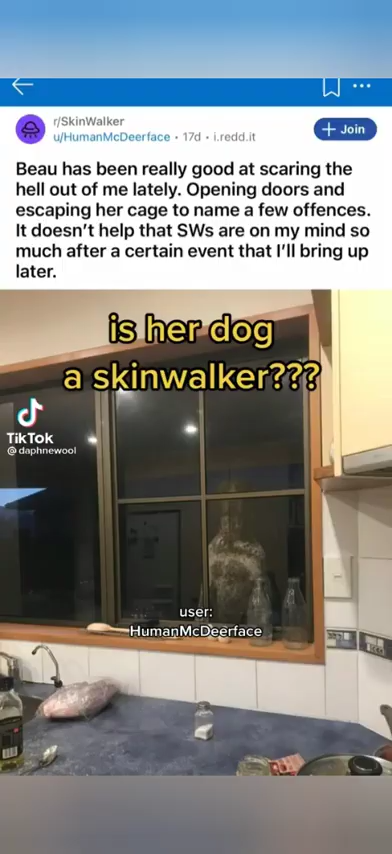 r/SkinWalker
u/HumanMcDeerface • 17d • i.redd.it
+ Join
Beau has been really good at scaring the
hell out of me lately. Opening doors and
escaping her cage to name a few offences.
It doesn’t help that SWs are on my mind so
much after a certain event that I’ll bring up
later.
is her dog
a skinwalker???
TikTok
@daphnewool
user:
HumanMcDeerface